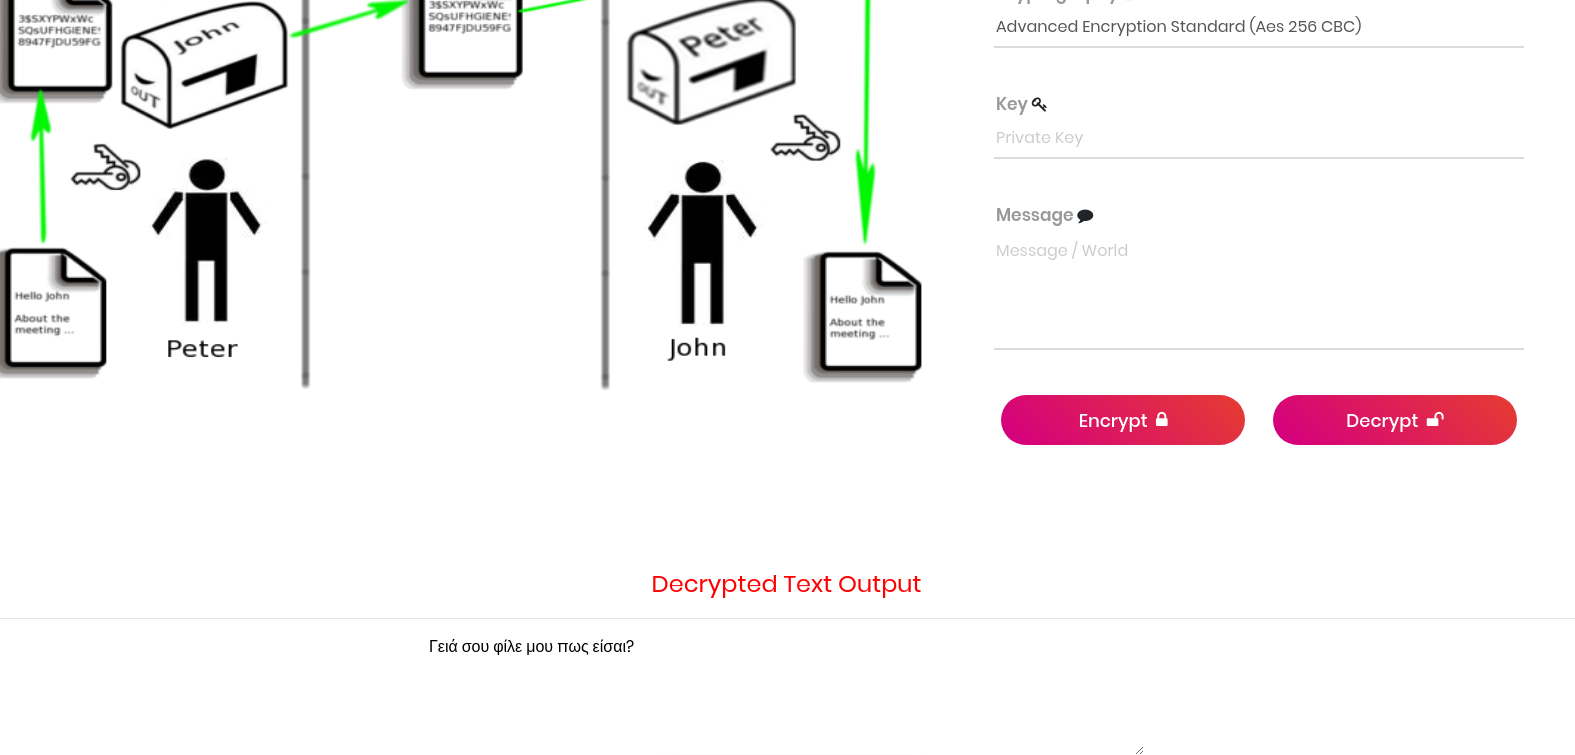 3$SXYPWxWc
SQsUFHGIENE!
8947FJDU59FG
John
OUT
3$SXYPWxWc
SQsUFHGIENE!
8947FJDU59FG
Peter
OUT
Hello John
About the
meeting ...
Peter
John
Hello John
About the
meeting ...
Advanced Encryption Standard (Aes 256 CBC)
Key
Private Key
Message
Message / World
Encrypt
Decrypt
Decrypted Text Output
Γειά σου φίλε μου πως είσαι?